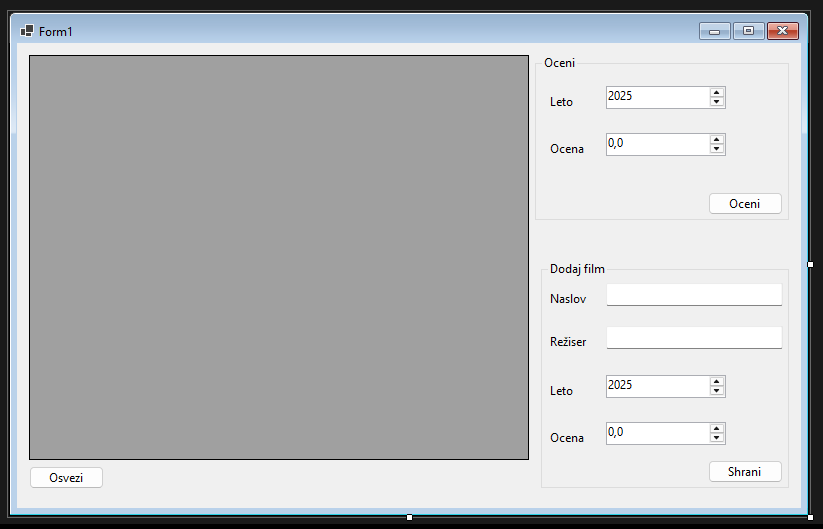 Form1
Oceni
Leto 2025
Ocena 0,0
Oceni
Dodaj film
Naslov
Režiser
Leto 2025
Ocena 0,0
Shrani
Osvezi